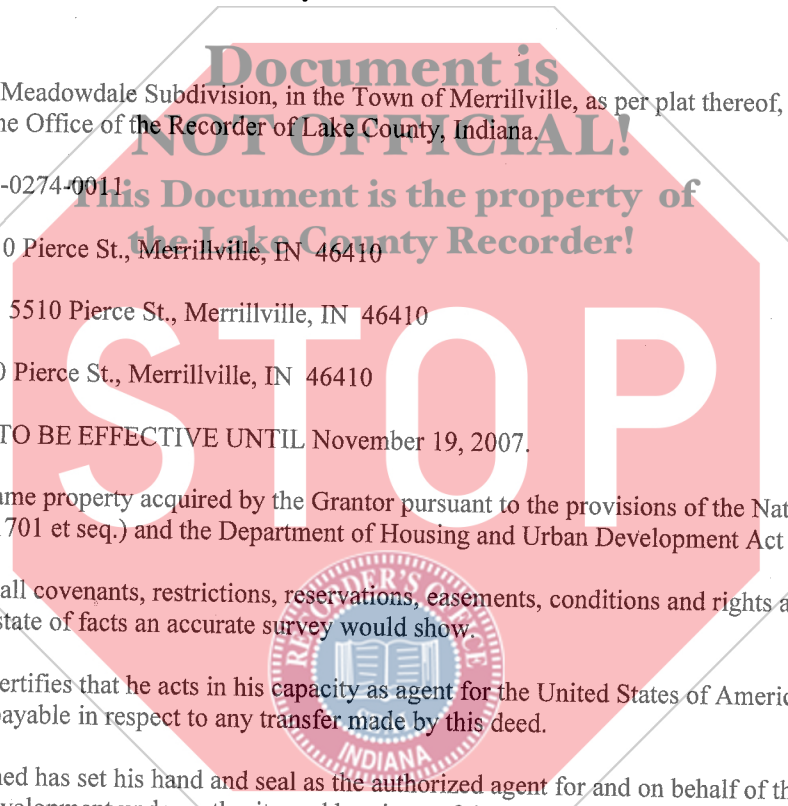 Document is
Meadowdale Subdivision, in the Town of Merrillville, as per plat thereof,
Office of the Recorder of Lake County, Indiana.
NOT OFFICIAL!
-0274-0011
This Document is the property of
the Lake County Recorder!
0 Pierce St., Merrillville, IN 46410
5510 Pierce St., Merrillville, IN 46410
STOP
Pierce St., Merrillville, IN 46410
TO BE EFFECTIVE UNTIL November 19, 2007.
ame property acquired by the Grantor pursuant to the provisions of the Nat
1701 et seq.) and the Department of Housing and Urban Development Act
all covenants, restrictions, reservations, easements, conditions and rights a
state of facts an accurate survey would show.
RECORDER'S OFFICE
ertifies that he acts in his capacity as agent for the United States of Americ
payable in respect to any transfer made by this deed.
INDIANA
ned has set his hand and seal as the authorized agent for and on behalf of th